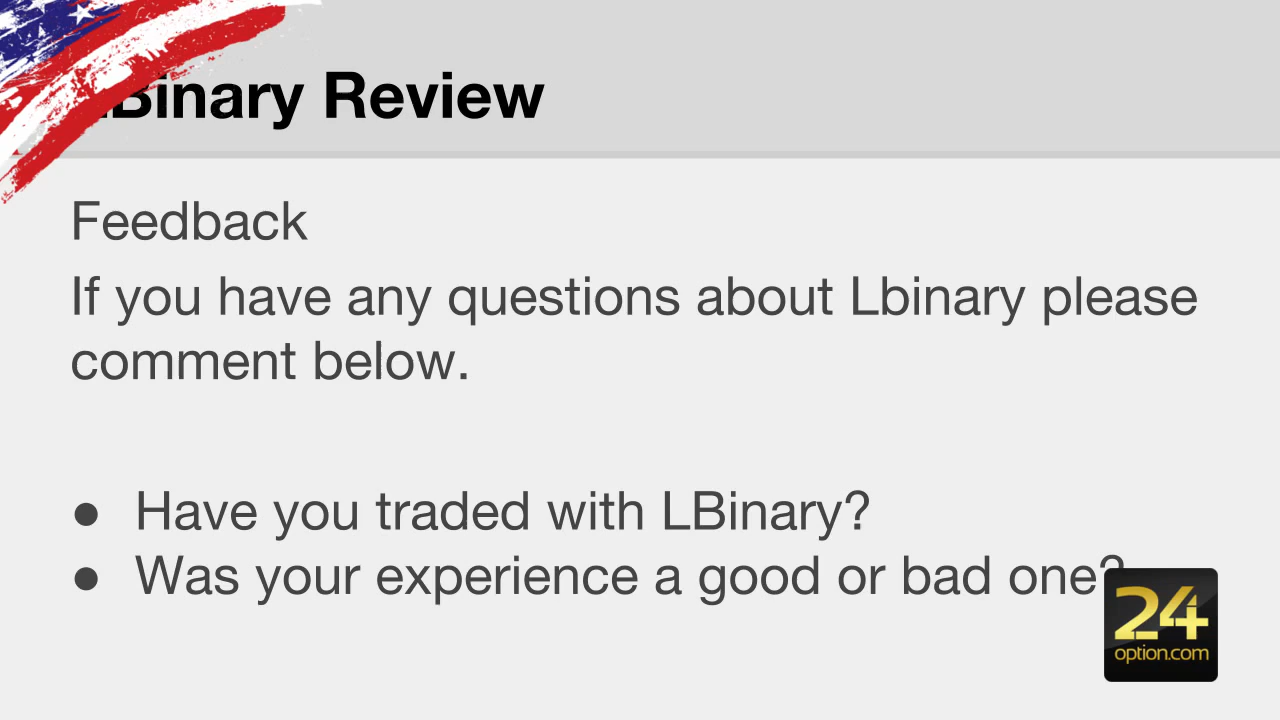 LBinary Review
Feedback
If you have any questions about Lbinary please
comment below.
● Have you traded with LBinary?
● Was your experience a good or bad one?
24
option.com